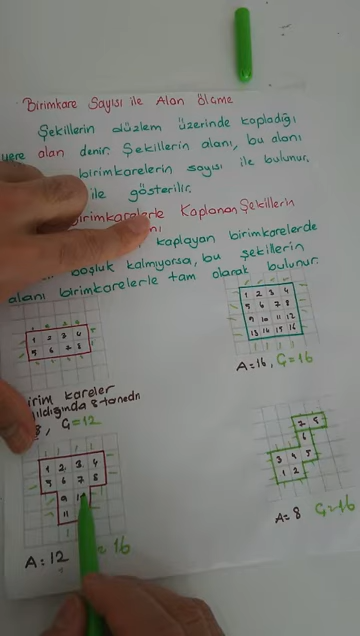 Birimkare Sayısı ile Alan Ölçme
Şekillerin düzlem üzerinde kapladığı
yere alan denir. Şekillerin alanı, bu alanı
birimkarelerin sayısı ile bulunur.
ile gösterilir.
Birimkarelerle Kaplanan Şekillerin
kaplayan birimkarelerde
boşluk kalmıyorsa, bu şekillerin
alanı birimkarelerle tam olarak bulunur.
1 2 3 4
5 6 7 8
1 2 3 4
5 6 7 8
9 10 11 12
13 14 15 16
A=16, Ç=16
birim kareler
8 tanedir
8, Ç=12
1 2 3 4
5 6 7 8
9
11
A=12
= 16
7 8
6
3 4 5
1 2
A=8 Ç=16